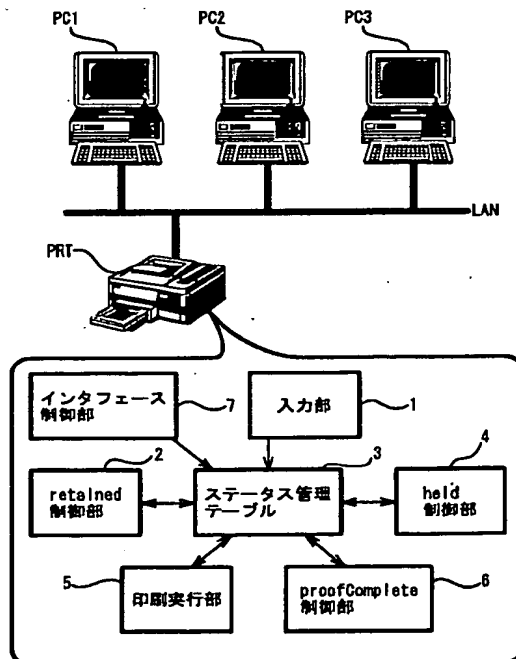 PC1 PC2 PC3
LAN
PRT
インタフェース
制御部
7
入力部
1
2
retained
制御部
3
ステータス管理
テーブル
4
held
制御部
5
印刷実行部
6
proofComplete
制御部